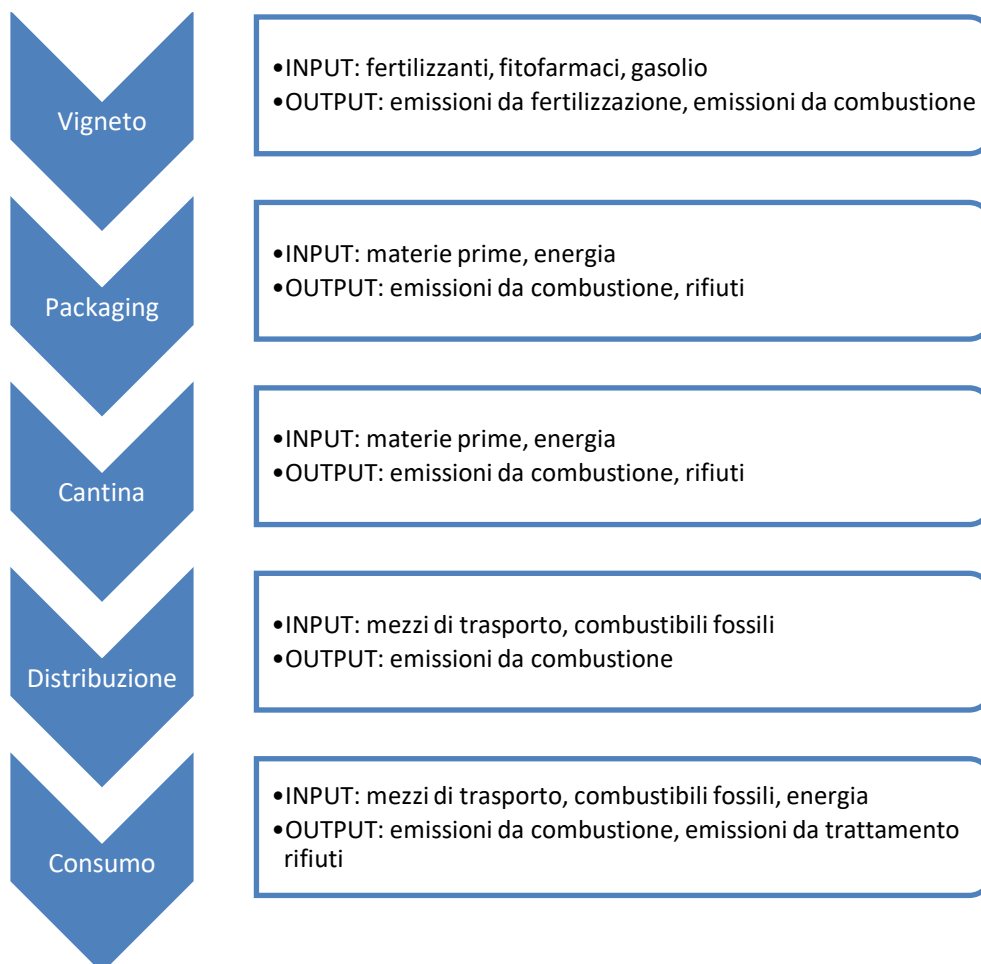 Vigneto
•INPUT: fertilizzanti, fitofarmaci, gasolio
•OUTPUT: emissioni da fertilizzazione, emissioni da combustione
Packaging
•INPUT: materie prime, energia
•OUTPUT: emissioni da combustione, rifiuti
Cantina
•INPUT: materie prime, energia
•OUTPUT: emissioni da combustione, rifiuti
Distribuzione
•INPUT: mezzi di trasporto, combustibili fossili
•OUTPUT: emissioni da combustione
Consumo
•INPUT: mezzi di trasporto, combustibili fossili, energia
•OUTPUT: emissioni da combustione, emissioni da trattamento
rifiuti